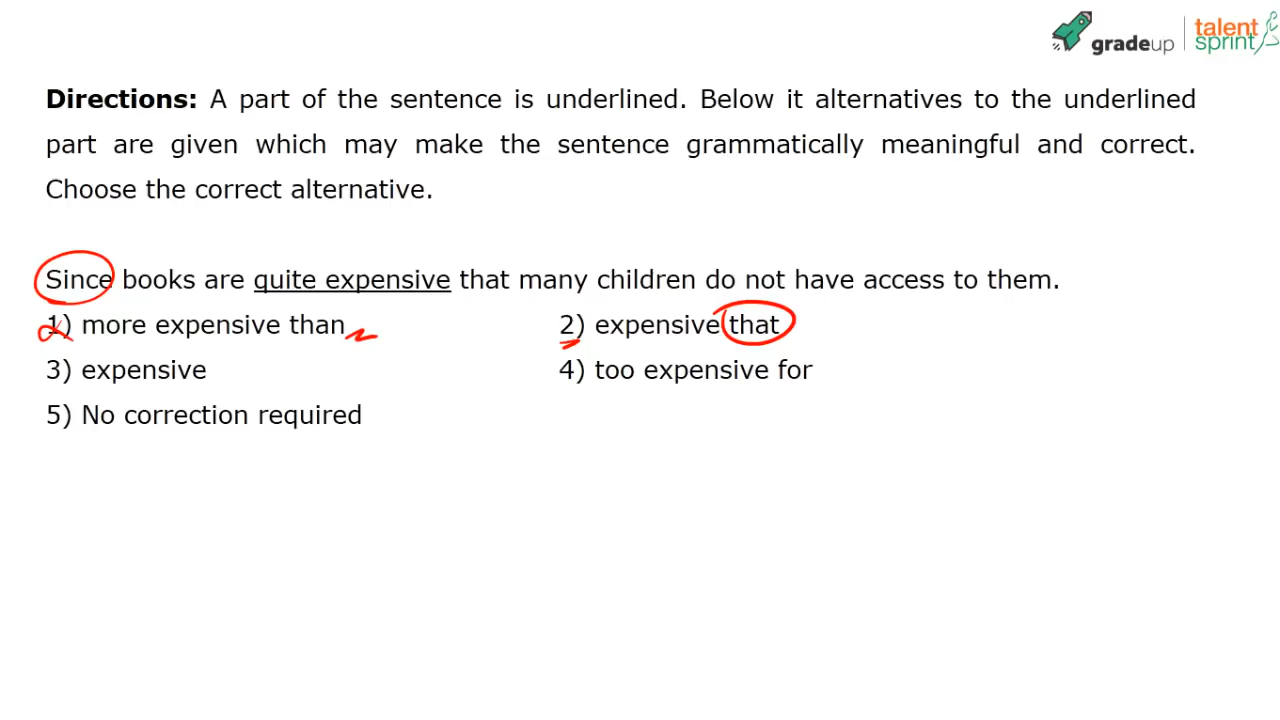 gradeup talent sprint
Directions: A part of the sentence is underlined. Below it alternatives to the underlined
part are given which may make the sentence grammatically meaningful and correct.
Choose the correct alternative.
Since books are quite expensive that many children do not have access to them.
1) more expensive than 2) expensive that
3) expensive 4) too expensive for
5) No correction required